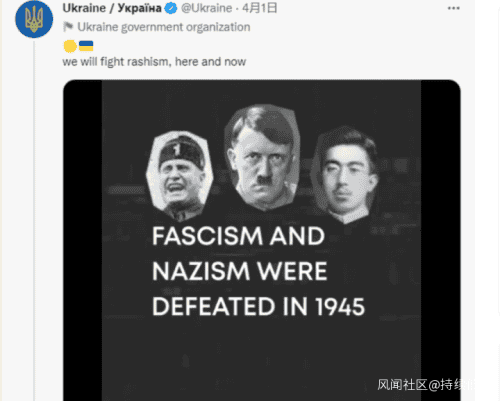 Ukraine / Україна @Ukraine · 4月1日
Ukraine government organization
we will fight rashism, here and now
FASCISM AND
NAZISM WERE
DEFEATED IN 1945
风闻社区@持续